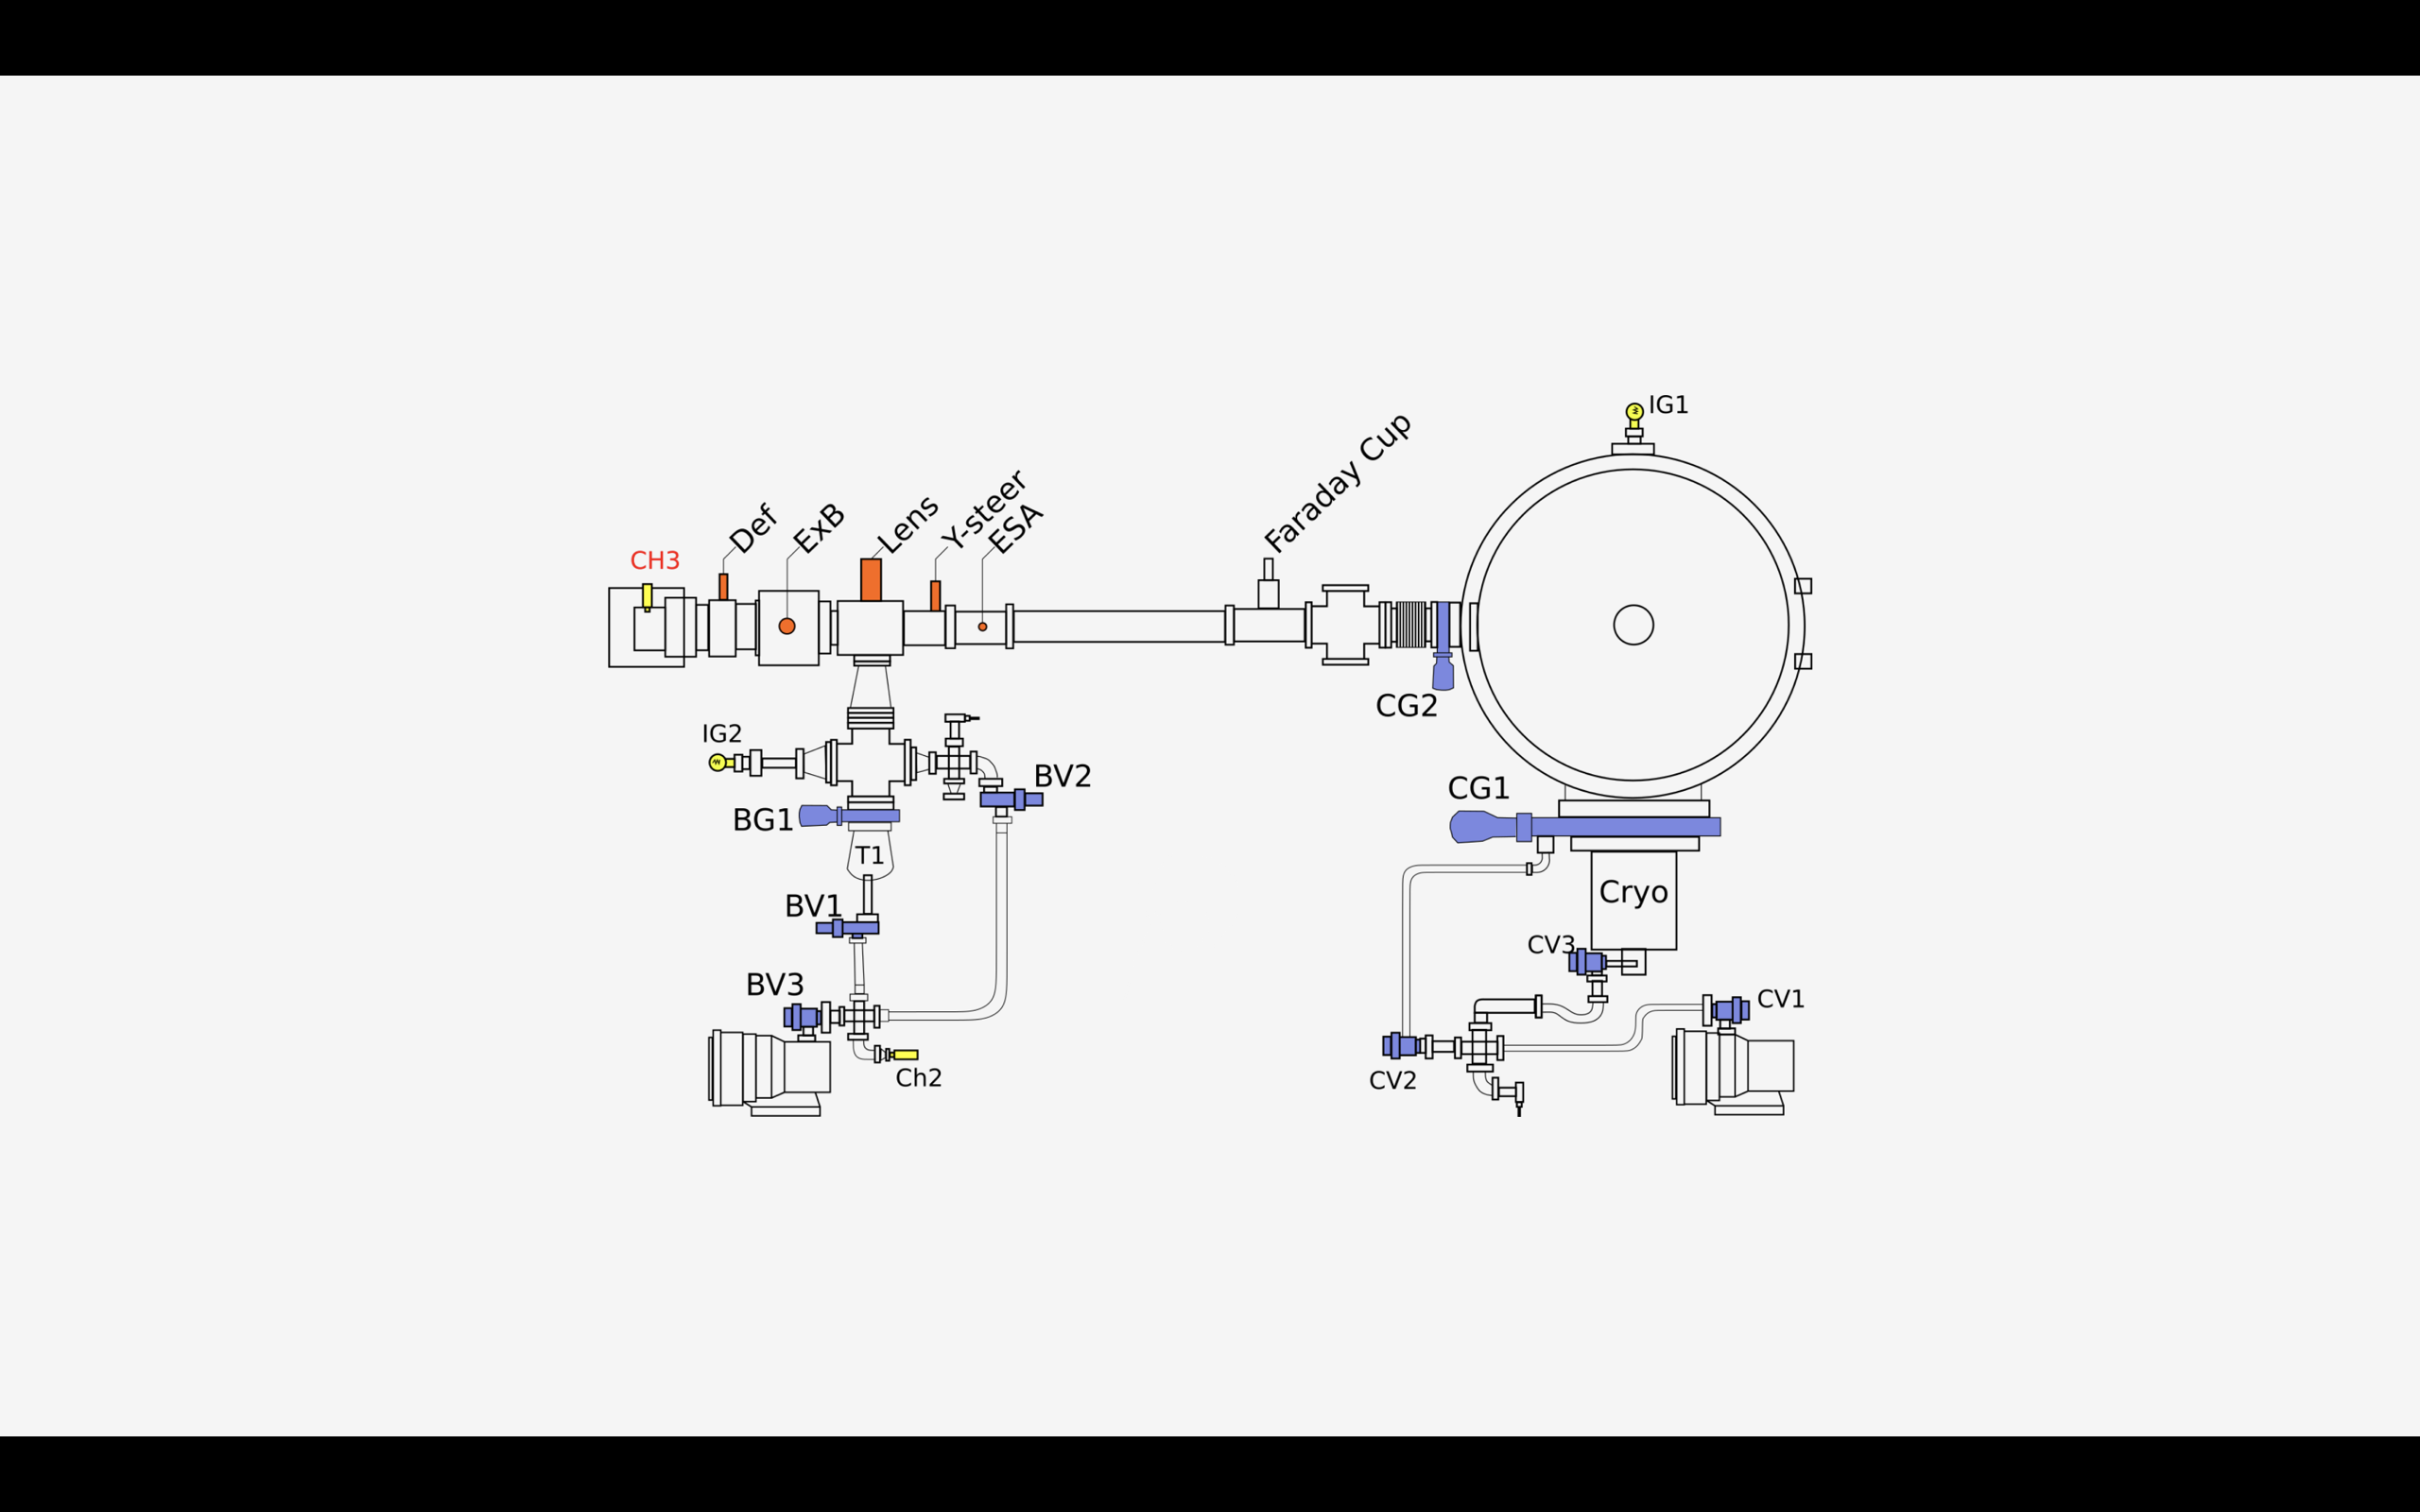 IG1
Faraday Cup
Def
ExB
Lens
Y-steer
ESA
CH3
CG2
IG2
BV2
CG1
BG1
T1
Cryo
BV1
CV3
BV3
CV1
Ch2
CV2